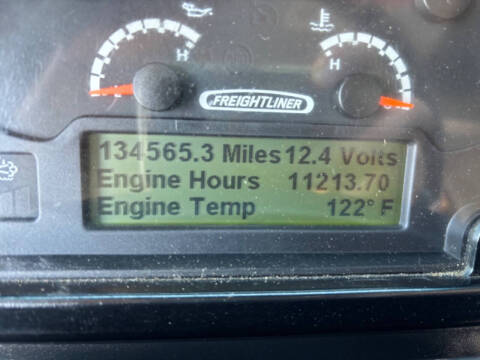 H
H
FREIGHTLINER
134565.3 Miles 12.4 Volts
Engine Hours 11213.70
Engine Temp 122° F